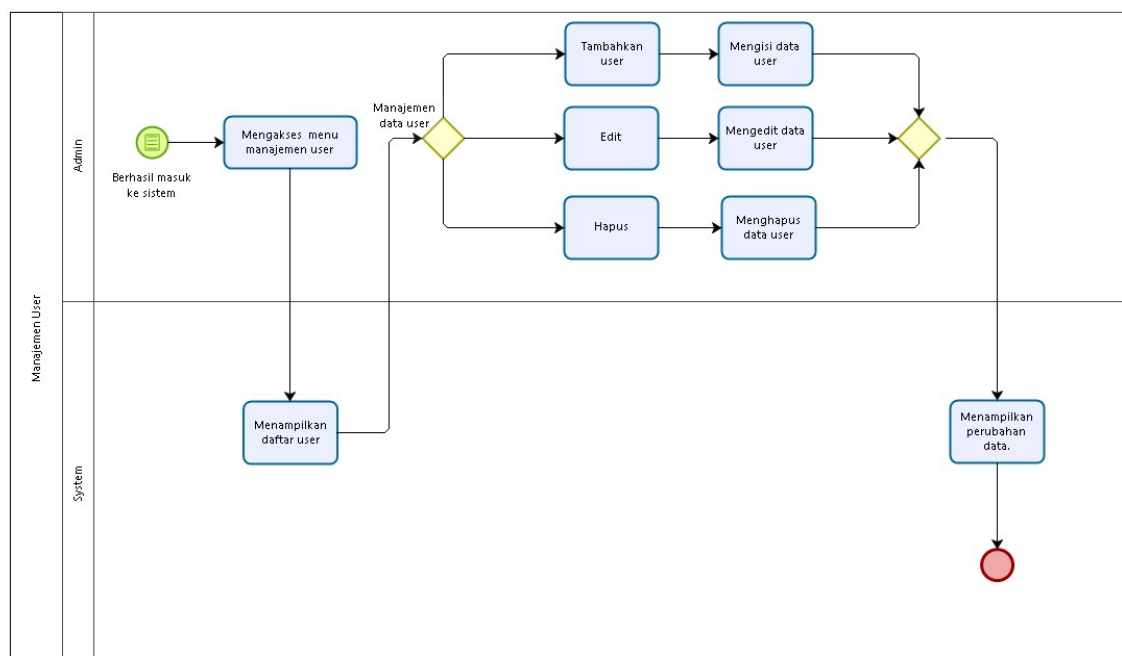 Manajemen User
Admin
Berhasil masuk
ke sistem
Mengakses menu
manajemen user
Manajemen
data user
Tambahkan
user
Mengisi data
user
Edit
Mengedit data
user
Hapus
Menghapus
data user
System
Menampilkan
daftar user
Menampilkan
perubahan
data.